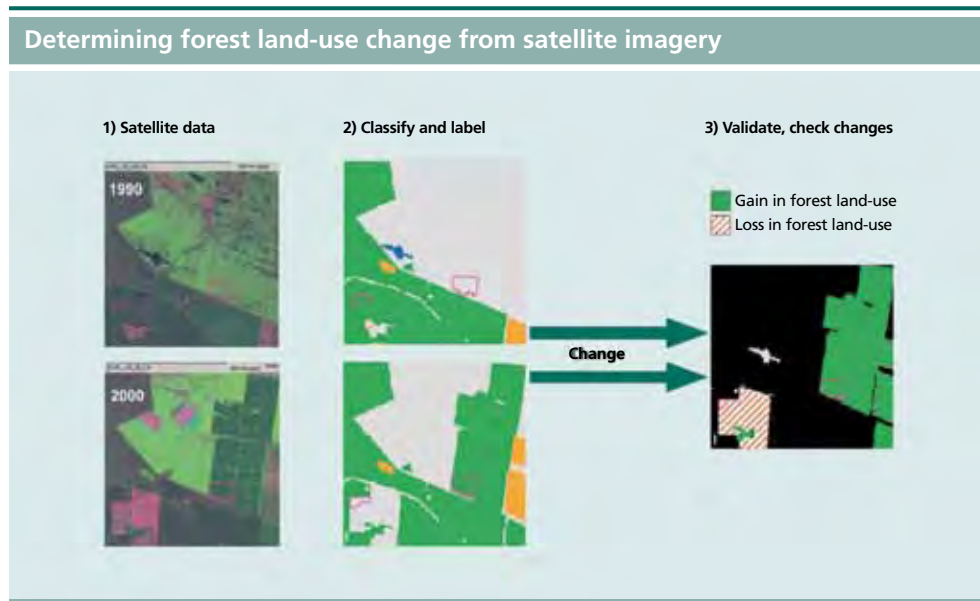 Determining forest land-use change from satellite imagery
1) Satellite data
2) Classify and label
3) Validate, check changes
1990
Gain in forest land-use
Loss in forest land-use
Change
2000